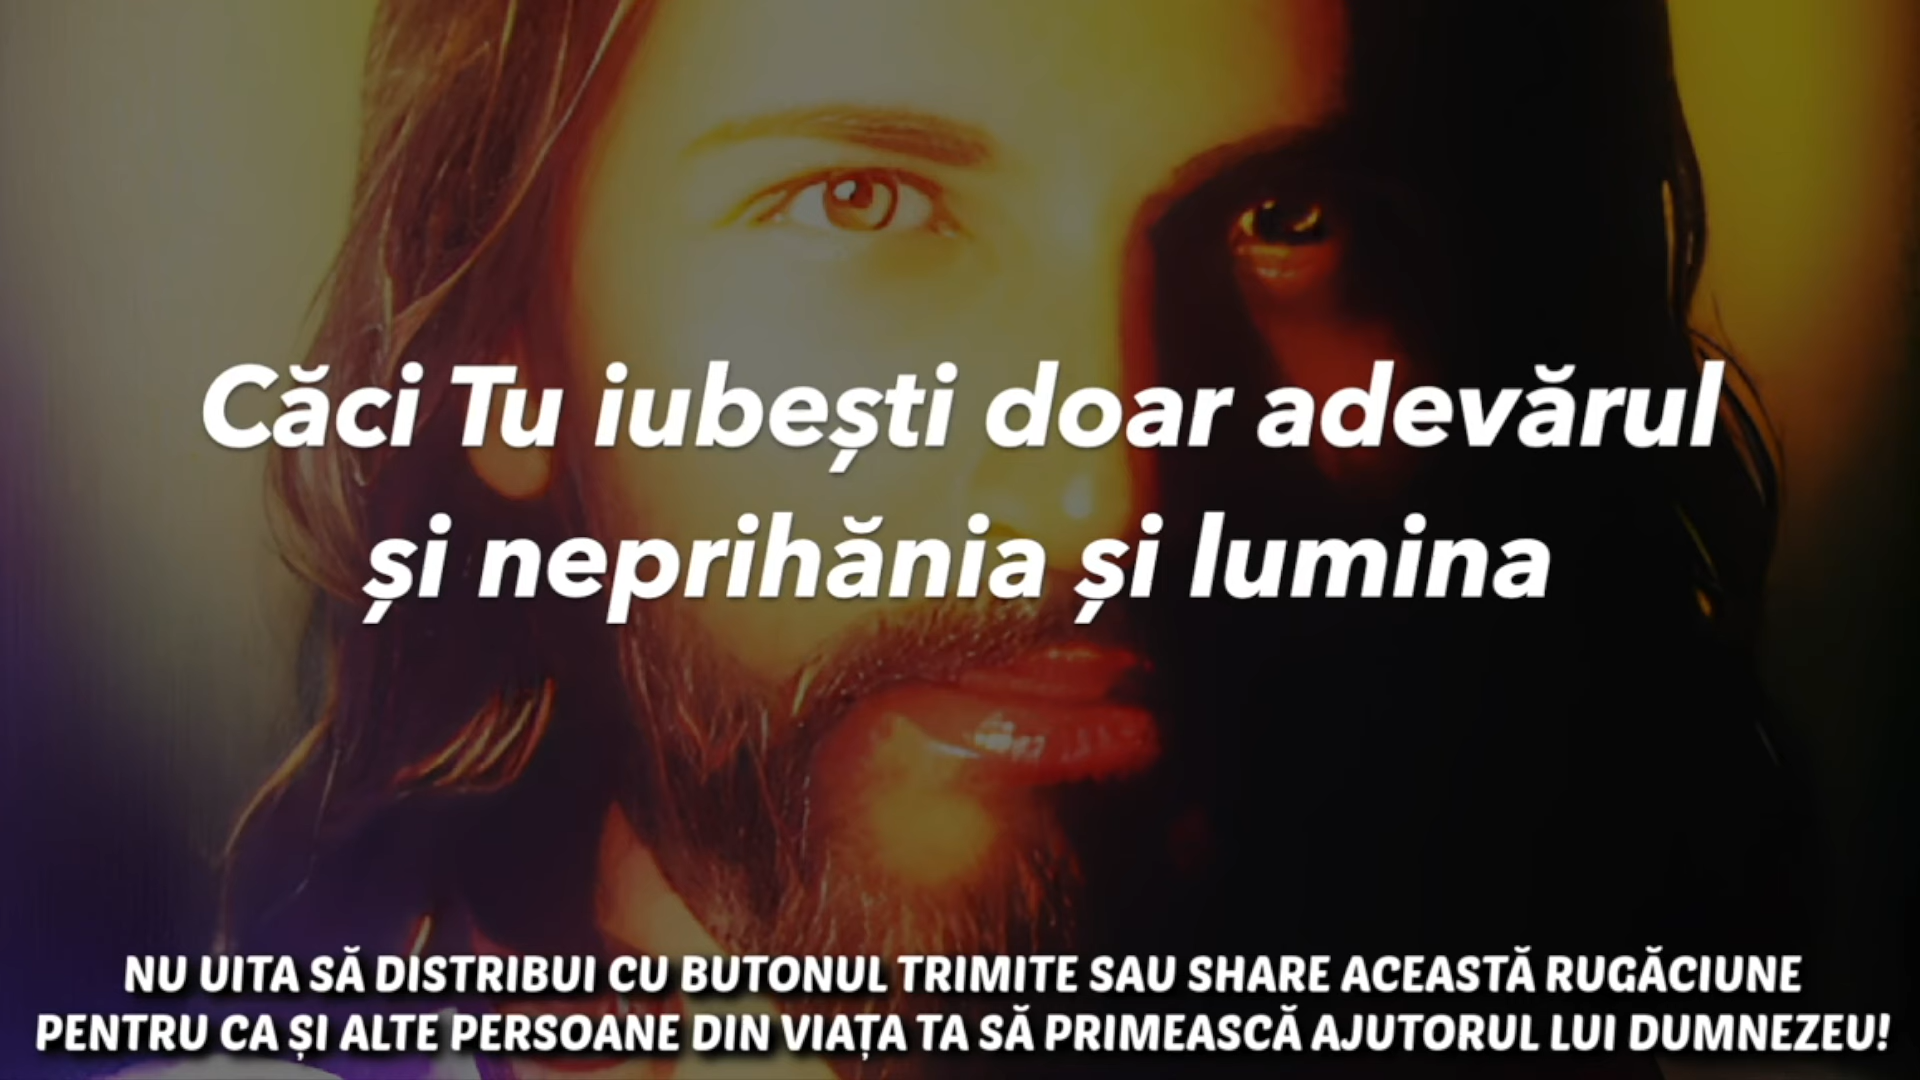 Căci Tu iubești doar adevărul
și neprihănia și lumina
NU UITA SĂ DISTRIBUI CU BUTONUL TRIMITE SAU SHARE ACEASTĂ RUGĂCIUNE
PENTRU CA ȘI ALTE PERSOANE DIN VIAȚA TA SĂ PRIMEASCĂ AJUTORUL LUI DUMNEZEU!